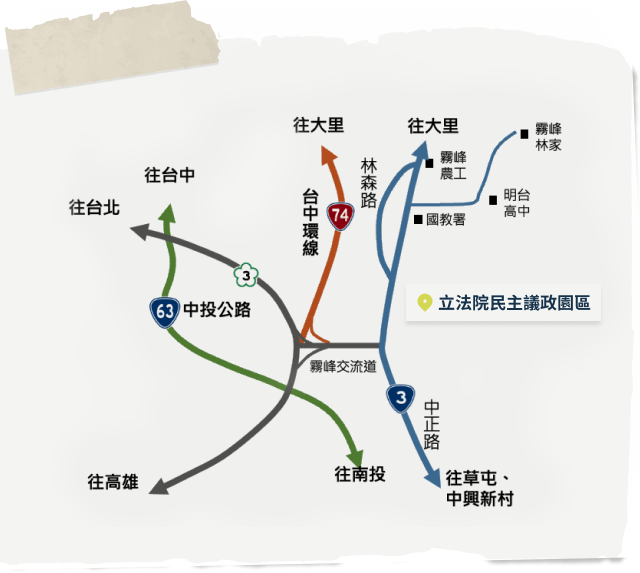 往大里
往大里
霧峰
林家
霧峰
農工
林森路
往台中
明台
高中
往台北
台中環線
74
國教署
3
立法院民主議政園區
63
中投公路
霧峰交流道
3
中正路
往南投
往草屯、
中興新村
往高雄